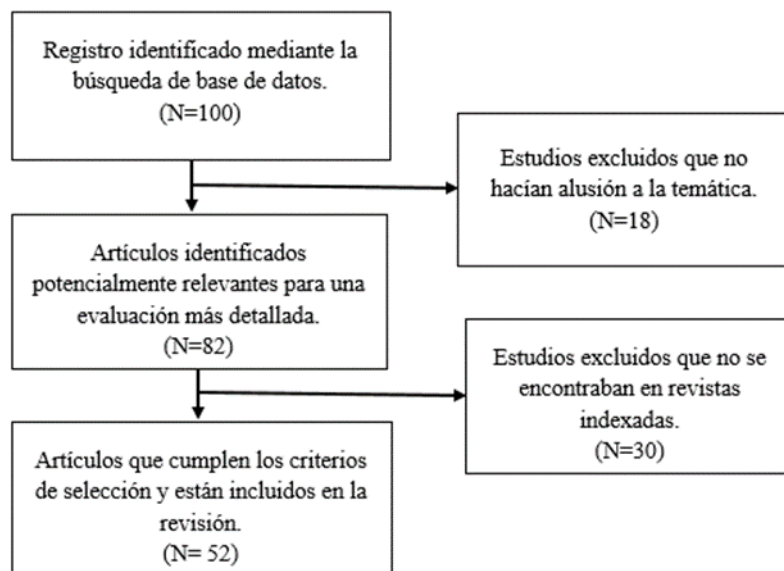 Registro identificado mediante la
búsqueda de base de datos.
(N=100)
Estudios excluidos que no
hacían alusión a la temática.
(N=18)
Artículos identificados
potencialmente relevantes para una
evaluación más detallada.
(N=82)
Estudios excluidos que no se
encontraban en revistas
indexadas.
(N=30)
Artículos que cumplen los criterios
de selección y están incluidos en la
revisión.
(N= 52)